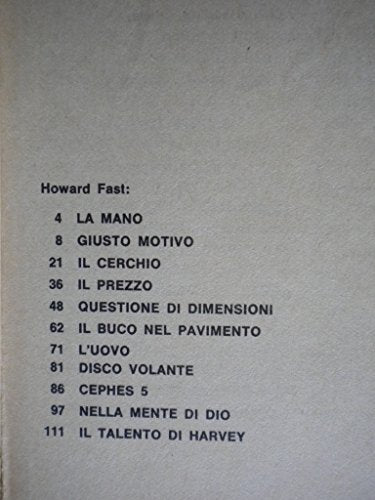 Howard Fast:
4 LA MANO
8 GIUSTO MOTIVO
21 IL CERCHIO
36 IL PREZZO
48 QUESTIONE DI DIMENSIONI
62 IL BUCO NEL PAVIMENTO
71 L'UOVO
81 DISCO VOLANTE
86 CEPHES 5
97 NELLA MENTE DI DIO
111 IL TALENTO DI HARVEY